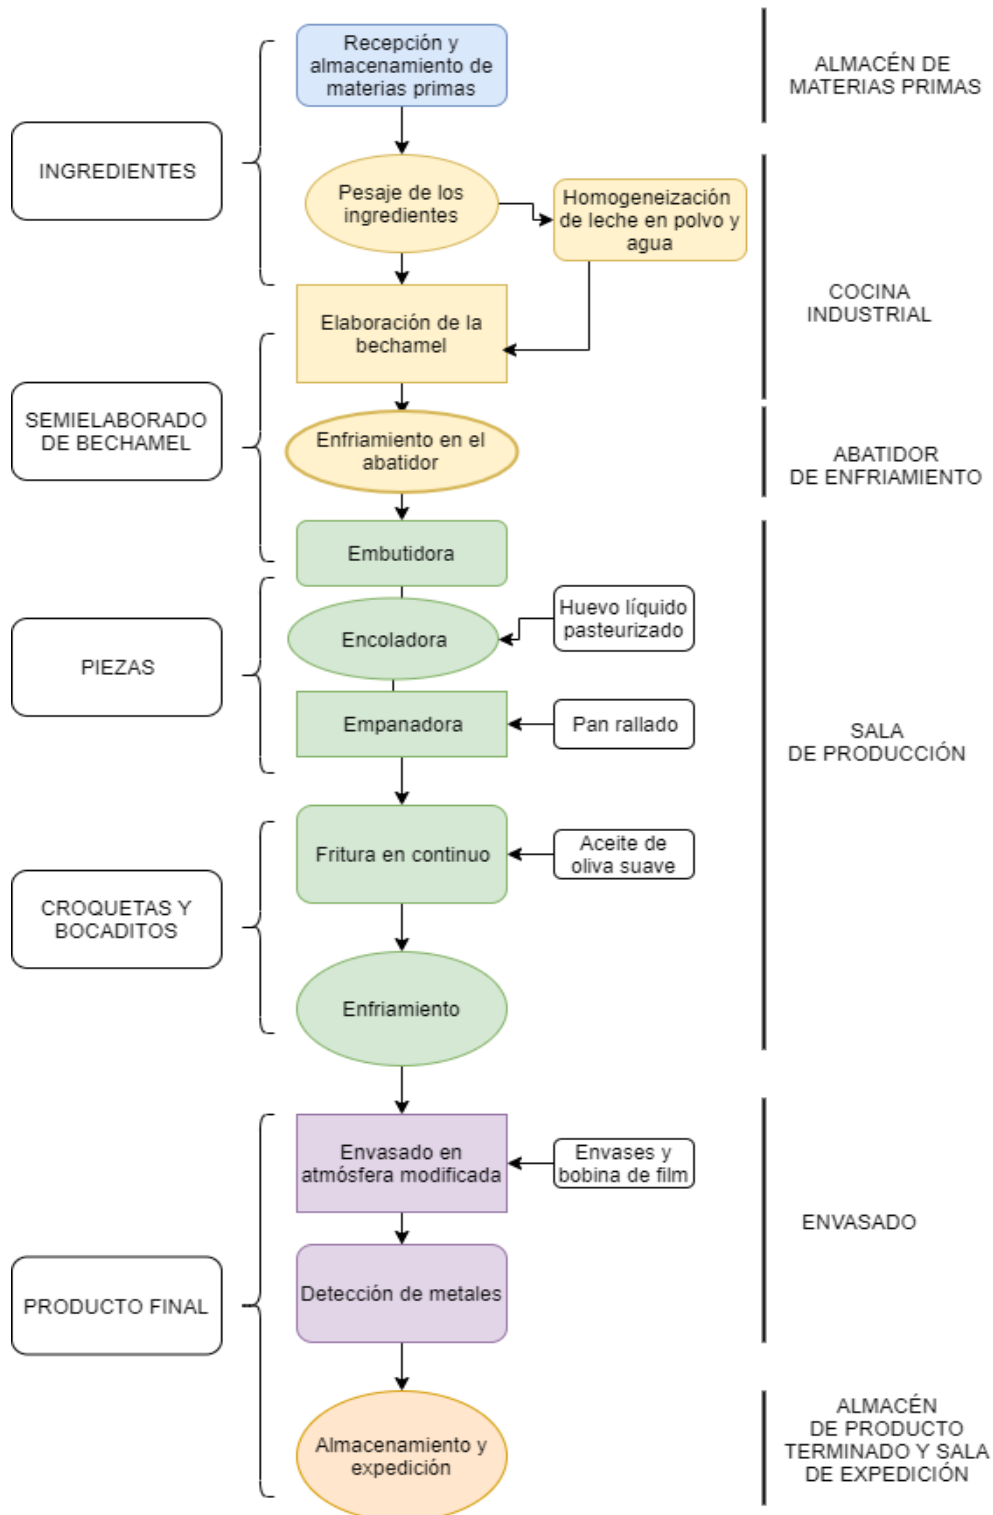 Recepción y
almacenamiento de
materias primas
ALMACÉN DE
MATERIAS PRIMAS
INGREDIENTES
Pesaje de los
ingredientes
Homogeneización
de leche en polvo y
agua
COCINA
INDUSTRIAL
Elaboración de la
bechamel
SEMIELABORADO
DE BECHAMEL
Enfriamiento en el
abatidor
ABATIDOR
DE ENFRIAMIENTO
Embutidora
Huevo líquido
pasteurizado
Encoladora
PIEZAS
Empanadora
Pan rallado
SALA
DE PRODUCCIÓN
Fritura en continuo
Aceite de
oliva suave
CROQUETAS Y
BOCADITOS
Enfriamiento
Envasado en
atmósfera modificada
Envases y
bobina de film
ENVASADO
Detección de metales
PRODUCTO FINAL
Almacenamiento y
expedición
ALMACÉN
DE PRODUCTO
TERMINADO Y SALA
DE EXPEDICIÓN